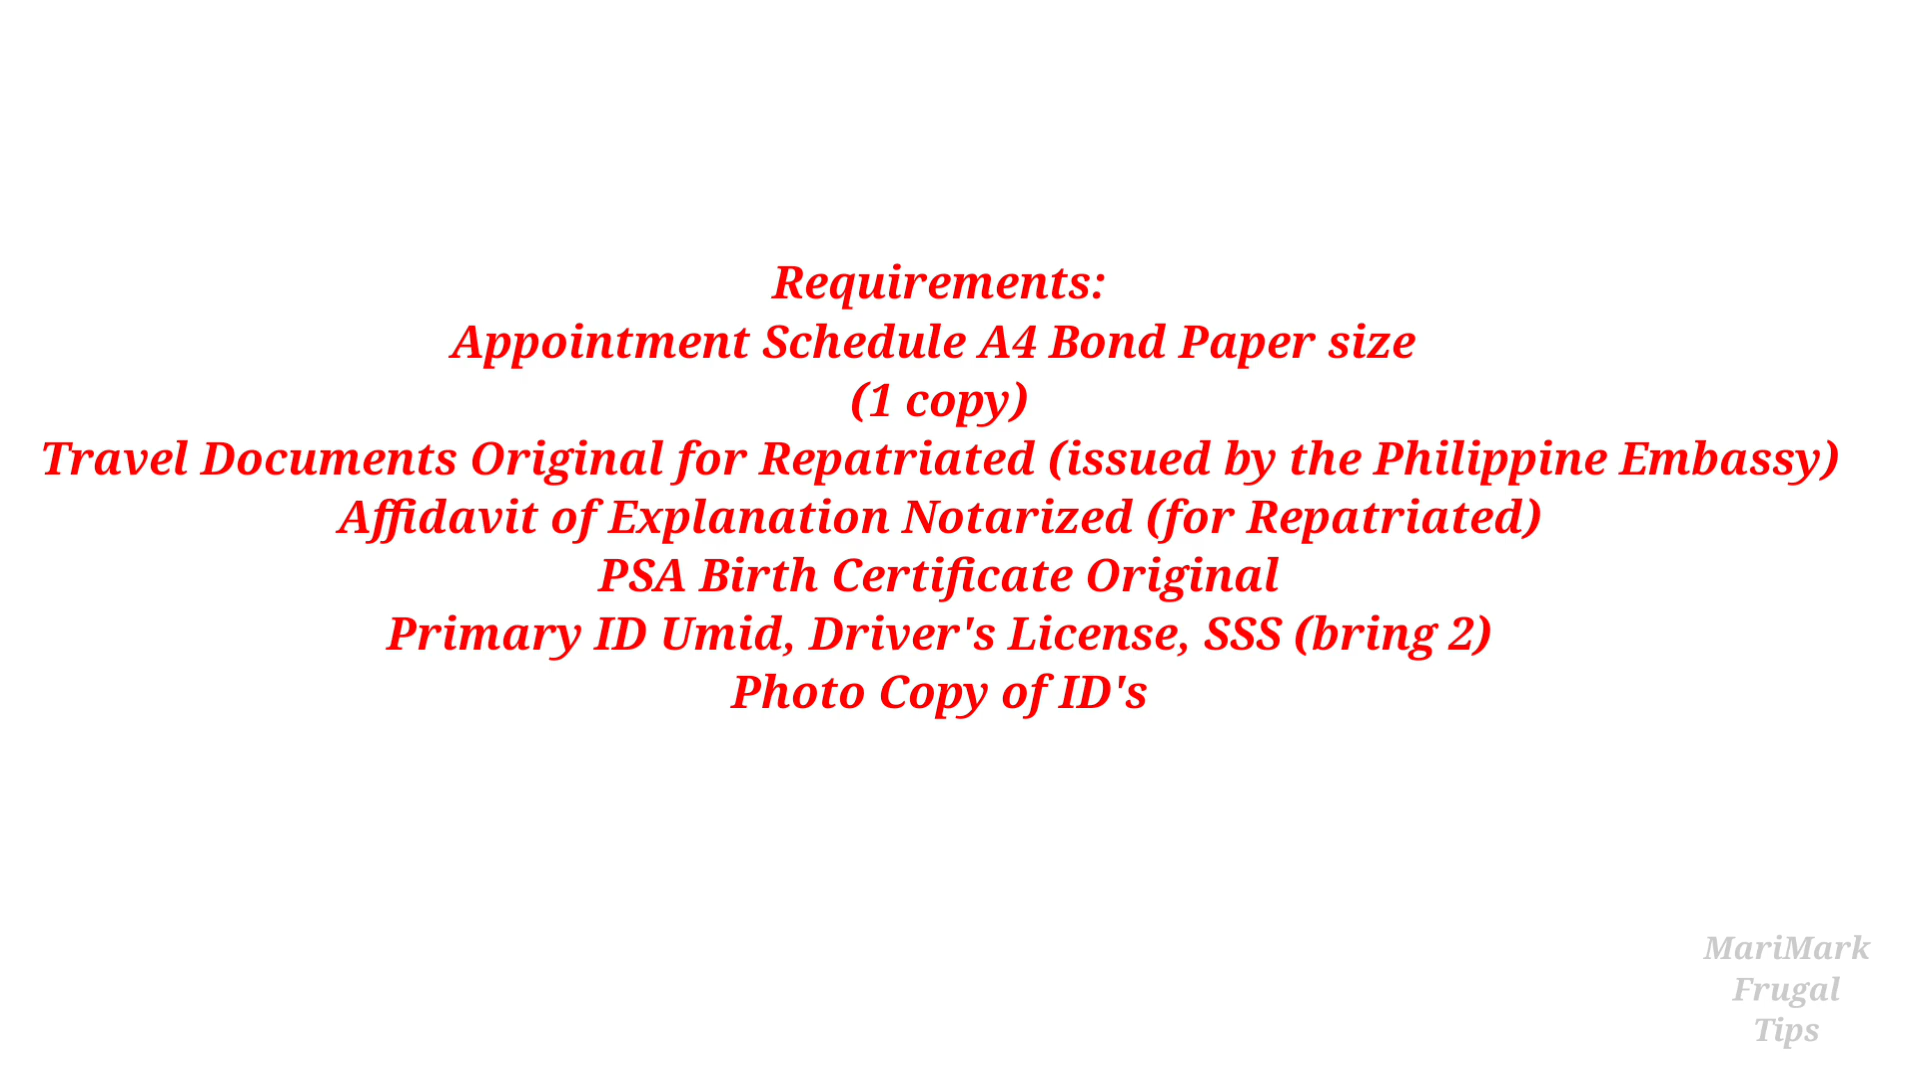 Requirements:
Appointment Schedule A4 Bond Paper size
(1 copy)
Travel Documents Original for Repatriated (issued by the Philippine Embassy)
Affidavit of Explanation Notarized (for Repatriated)
PSA Birth Certificate Original
Primary ID Umid, Driver's License, SSS (bring 2)
Photo Copy of ID's
MariMark
Frugal
Tips